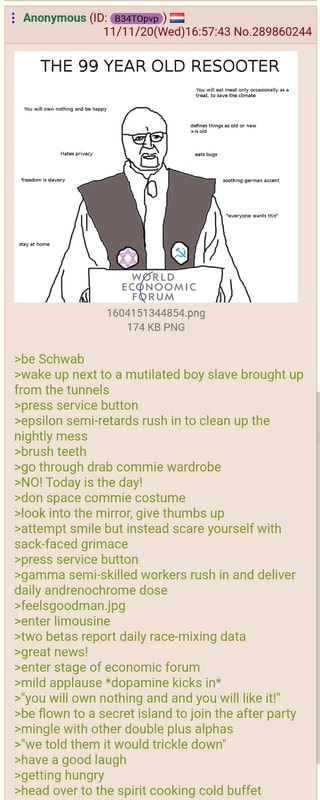 Anonymous (ID: B34TOpvp)
11/11/20(Wed)16:57:43 No.289860244
THE 99 YEAR OLD RESOOTER
You will eat meat only occasionally as a
treat, to save the climate
You will own nothing and be happy
defines things as old or new
>is old
Hates privacy
eats bugs
freedom is slavery
soothing german accent
"everyone wants this"
stay at home
WORLD
ECONOOMIC
FORUM
1604151344854.png
174 KB PNG
>be Schwab
>wake up next to a mutilated boy slave brought up
from the tunnels
>press service button
>epsilon semi-retards rush in to clean up the
nightly mess
>brush teeth
>go through drab commie wardrobe
>NO! Today is the day!
>don space commie costume
>look into the mirror, give thumbs up
>attempt smile but instead scare yourself with
sack-faced grimace
>press service button
>gamma semi-skilled workers rush in and deliver
daily andrenochrome dose
>feelsgoodman.jpg
>enter limousine
>two betas report daily race-mixing data
>great news!
>enter stage of economic forum
>mild applause *dopamine kicks in*
>"you will own nothing and and you will like it!"
>be flown to a secret island to join the after party
>mingle with other double plus alphas
>"we told them it would trickle down"
>have a good laugh
>getting hungry
>head over to the spirit cooking cold buffet